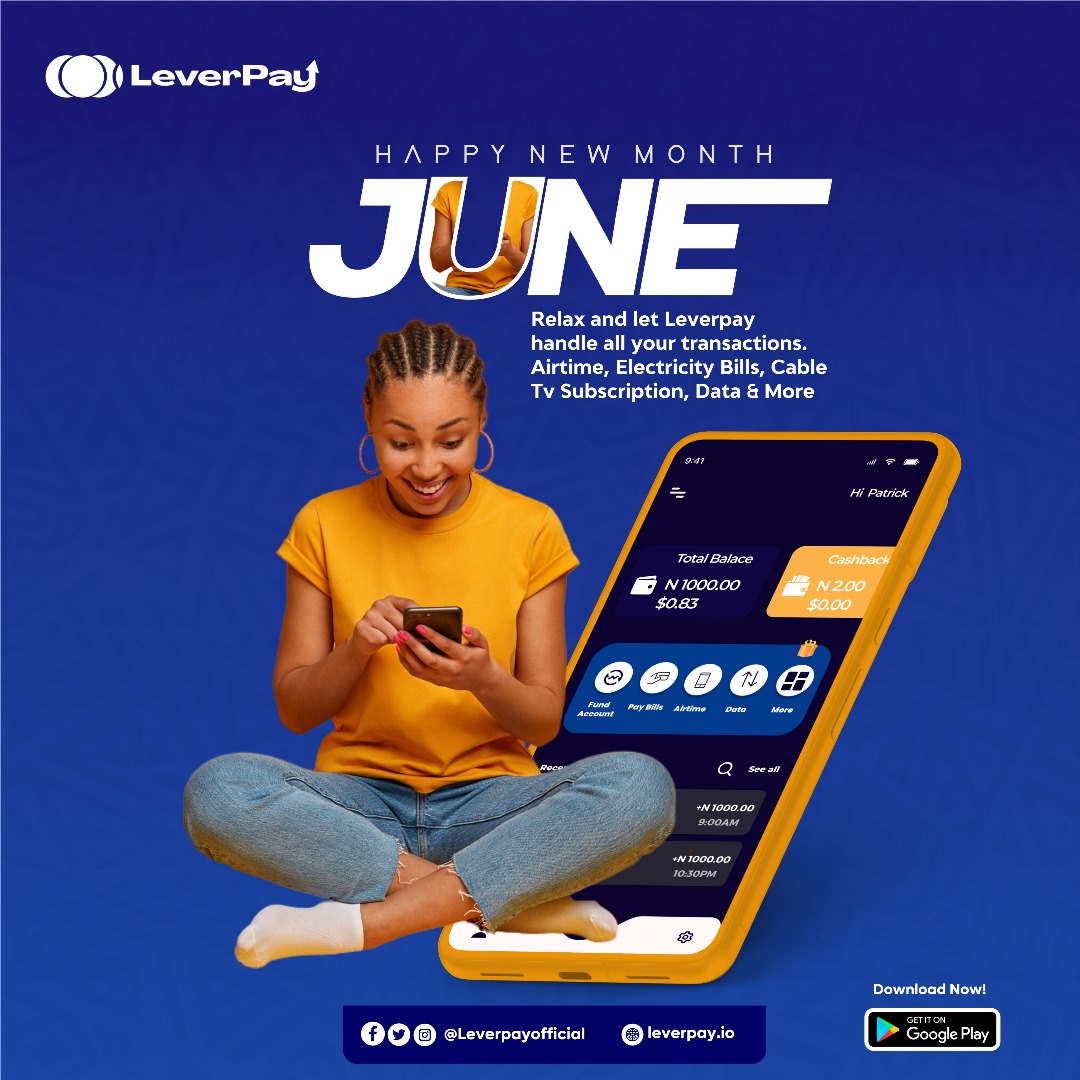 LeverPay
HAPPY NEW MONTH
JUNE
Relax and let Leverpay
handle all your transactions.
Airtime, Electricity Bills, Cable
Tv Subscription, Data & More
9:41
Hi Patrick
Total Balace
N 1000.00
$0.83
Cashback
N 2.00
$0.00
Fund
Account
Pay Bills
Airtime
Data
More
See all
+N 1000.00
9:00AM
+N 1000.00
10:30PM
Download Now!
GET IT ON
Google Play
@Leverpayofficial
leverpay.io